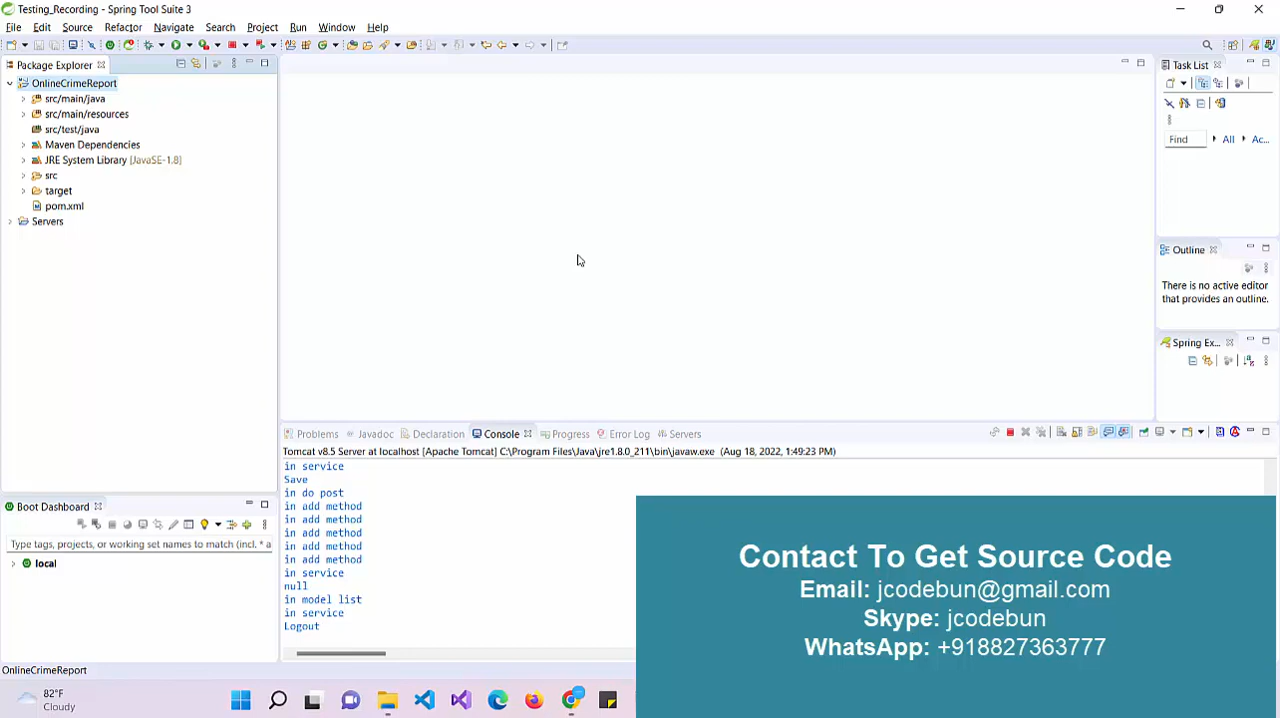 Testing_Recording - Spring Tool Suite 3
File Edit Source Refactor Navigate Search Project Run Window Help
Package Explorer
OnlineCrimeReport
src/main/java
src/main/resources
src/test/java
Maven Dependencies
JRE System Library [JavaSE-1.8]
src
target
pom.xml
Servers
Task List
Find All Ac...
Outline
There is no active editor
that provides an outline.
Spring Ex...
Problems Javadoc Declaration Console Progress Error Log Servers
Tomcat v8.5 Server at localhost [Apache Tomcat] C:\Program Files\Java\jre1.8.0_211\bin\javaw.exe (Aug 18, 2022, 1:49:23 PM)
in service
Save
in do post
in add method
in add method
in add method
in add method
in add method
in service
null
in model list
in service
Logout
Boot Dashboard
Type tags, projects, or working set names to match (incl. * a
local
Contact To Get Source Code
Email: jcodebun@gmail.com
Skype: jcodebun
WhatsApp: +918827363777
OnlineCrimeReport
82°F
Cloudy